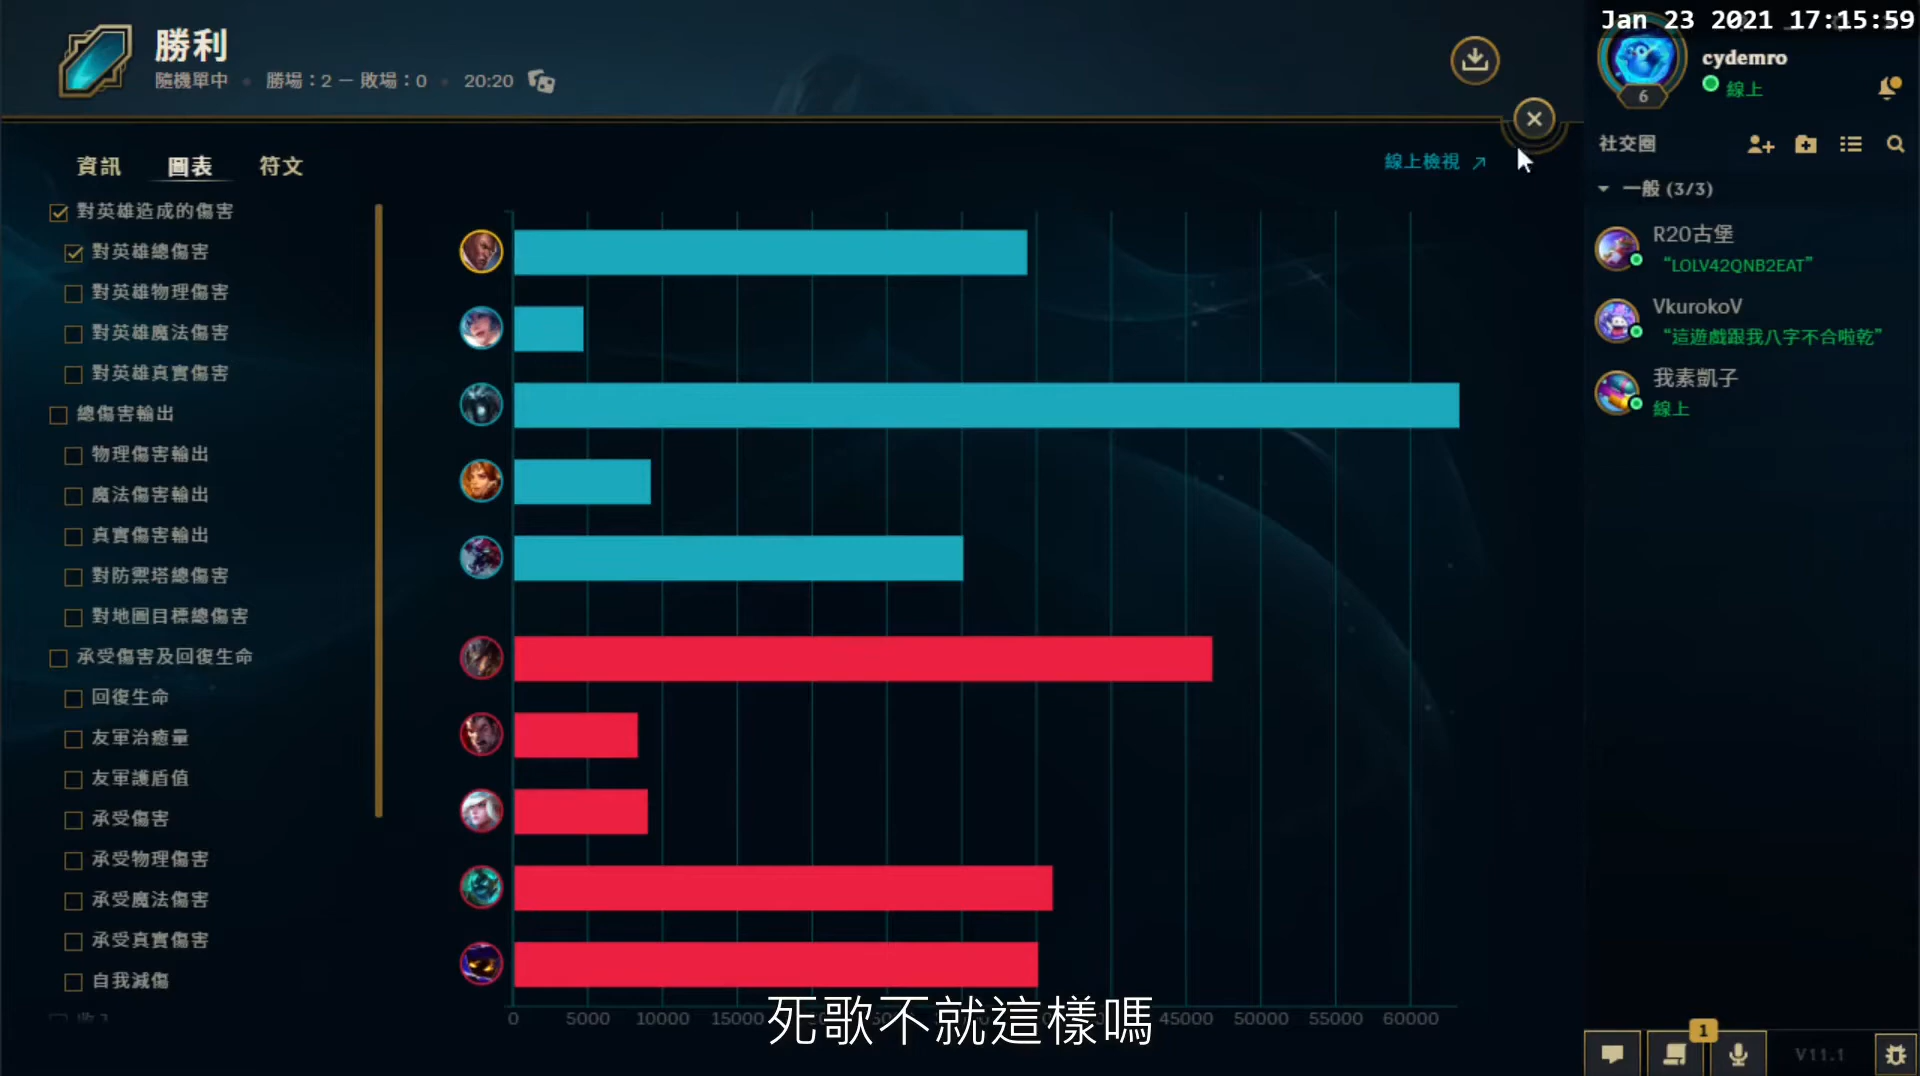 Jan 23 2021 17:15:59
勝利
隨機單中 勝場：2 － 敗場：0 20:20
cydemro
線上
6
資訊 圖表 符文
線上檢視
社交圈
一般 (3/3)
R2O古堡
“LOLV42QNB2EAT”
VkurokoV
“這遊戲跟我八字不合啦乾”
我素凱子
線上
對英雄造成的傷害
對英雄總傷害
對英雄物理傷害
對英雄魔法傷害
對英雄真實傷害
總傷害輸出
物理傷害輸出
魔法傷害輸出
真實傷害輸出
對防禦塔總傷害
對地圖目標總傷害
承受傷害及回復生命
回復生命
友軍治癒量
友軍護盾值
承受傷害
承受物理傷害
承受魔法傷害
承受真實傷害
自我減傷
0 5000 10000 15000 45000 50000 55000 60000
死歌不就這樣嗎
1
V11.1